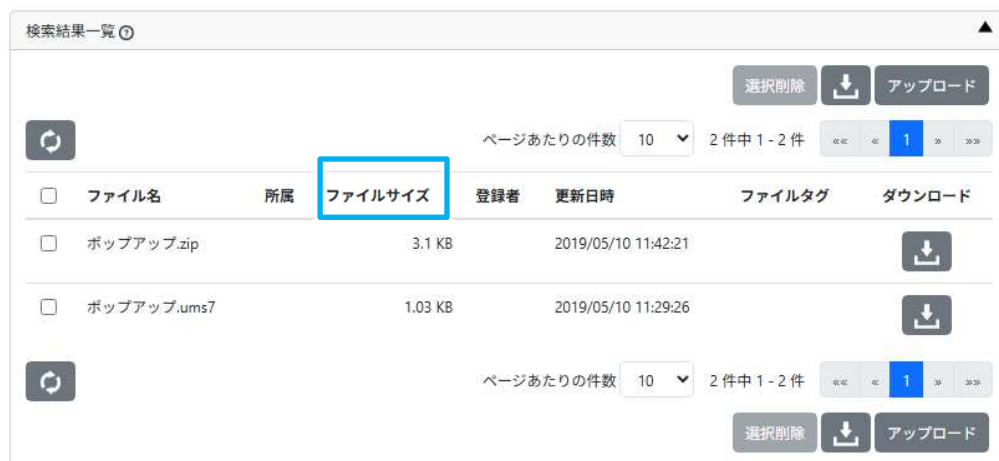 検索結果一覧
選択削除 アップロード
ページあたりの件数 10 2 件中 1 - 2 件 «« « 1 » »»
ファイル名 所属 ファイルサイズ 登録者 更新日時 ファイルタグ ダウンロード
ポップアップ.zip 3.1 KB 2019/05/10 11:42:21
ポップアップ.ums7 1.03 KB 2019/05/10 11:29:26
ページあたりの件数 10 2 件中 1 - 2 件 «« « 1 » »»
選択削除 アップロード